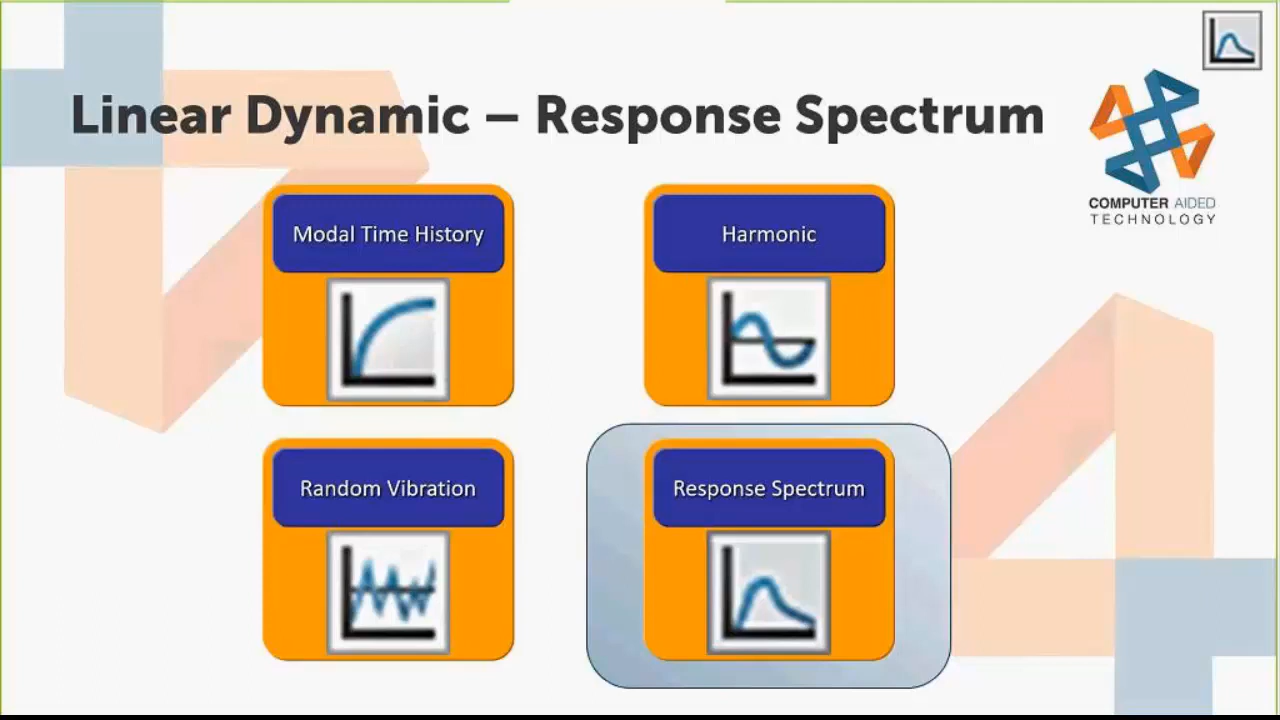 Linear Dynamic – Response Spectrum
COMPUTER AIDED
TECHNOLOGY
Modal Time History
Harmonic
Random Vibration
Response Spectrum